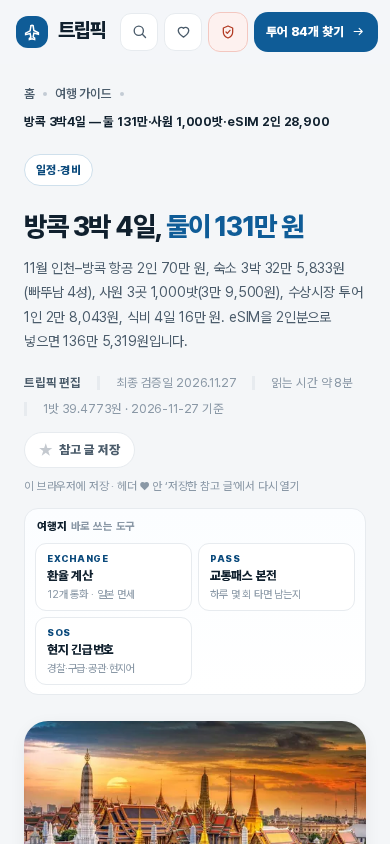 트립픽
투어 84개 찾기 →
홈 • 여행 가이드 •
방콕 3박4일 — 둘 131만·사원 1,000밧·eSIM 2인 28,900
일정·경비
방콕 3박 4일, 둘이 131만 원
11월 인천–방콕 항공 2인 70만 원, 숙소 3박 32만 5,833원
(빠뚜남 4성), 사원 3곳 1,000밧(3만 9,500원), 수상시장 투어
1인 2만 8,043원, 식비 4일 16만 원. eSIM을 2인분으로
넣으면 136만 5,319원입니다.
트립픽 편집 | 최종 검증일 2026.11.27 | 읽는 시간 약 8분
| 1밧 39.4773원 · 2026-11-27 기준
★ 참고 글 저장
이 브라우저에 저장 · 헤더 ♥ 안 ‘저장한 참고 글’에서 다시 열기
여행지 바로 쓰는 도구
EXCHANGE
환율 계산
12개 통화 · 일본 면세
PASS
교통패스 본전
하루 몇 회 타면 남는지
SOS
현지 긴급번호
경찰·구급·공관·현지어